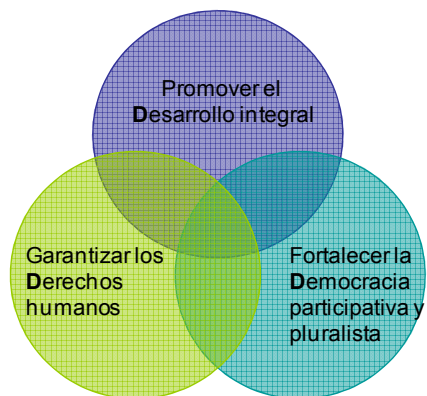 Promover el
Desarrollo integral
Garantizar los
Derechos
humanos
Fortalecer la
Democracia
participativa y
pluralista